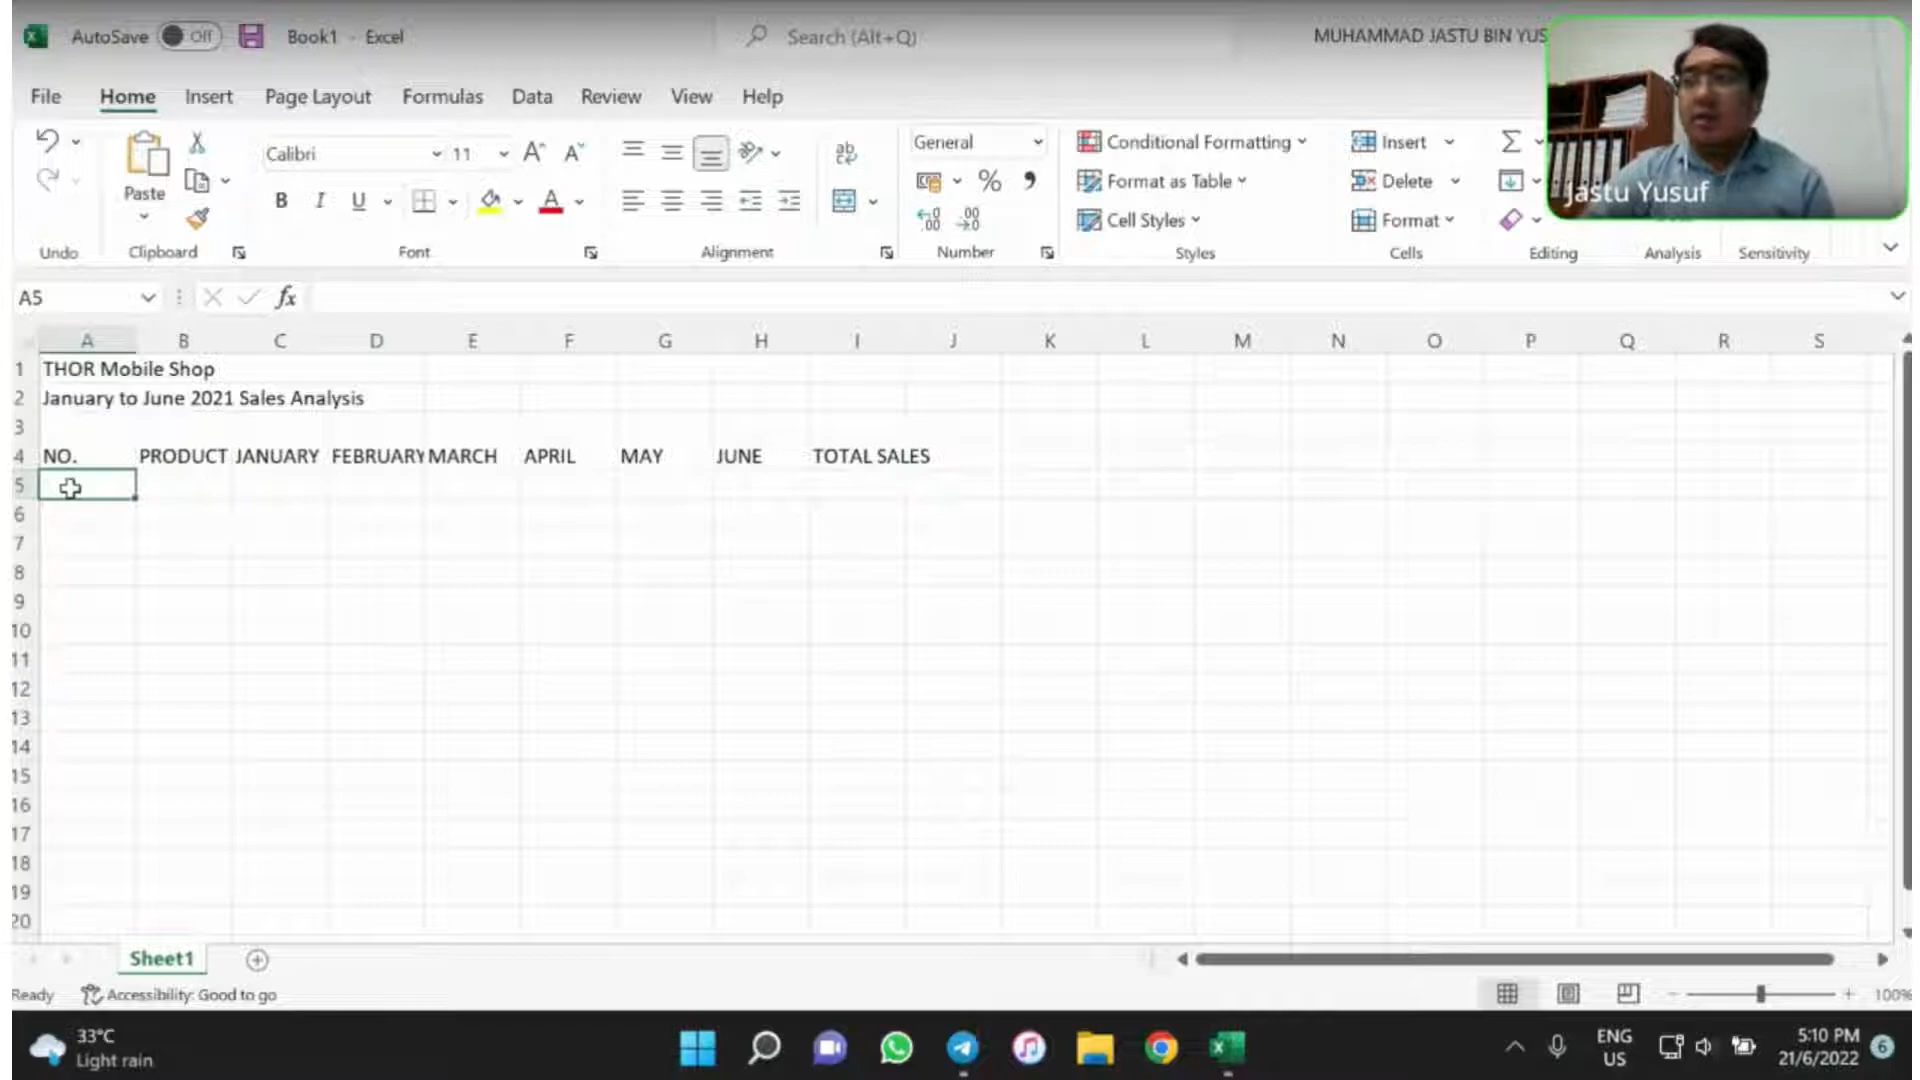 AutoSave Off Book1 - Excel Search (Alt+Q) MUHAMMAD JASTU BIN YUS
File Home Insert Page Layout Formulas Data Review View Help
Calibri 11 General Conditional Formatting Insert
Paste Format as Table Delete
B I U Cell Styles Format
Jastu Yusuf
Undo Clipboard Font Alignment Number Styles Cells Editing Analysis Sensitivity
A5 fx
A B C D E F G H I J K L M N O P Q R S
1 THOR Mobile Shop
2 January to June 2021 Sales Analysis
3
4 NO. PRODUCT JANUARY FEBRUARY MARCH APRIL MAY JUNE TOTAL SALES
5
6
7
8
9
10
11
12
13
14
15
16
17
18
19
20
Sheet1
Ready Accessibility: Good to go 100%
33°C
Light rain
ENG
US
5:10 PM
21/6/2022
6